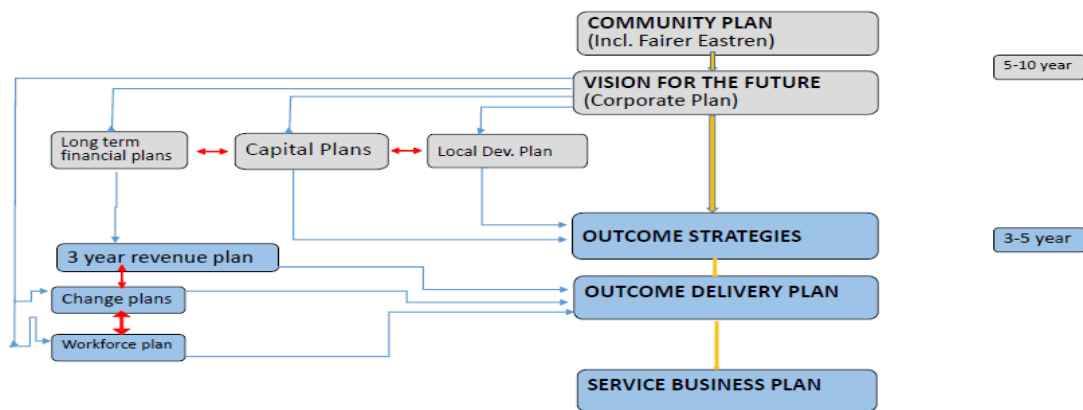 COMMUNITY PLAN
(Incl. Fairer Eastren)
5-10 year
VISION FOR THE FUTURE
(Corporate Plan)
Long term
financial plans
Capital Plans
Local Dev. Plan
OUTCOME STRATEGIES
3-5 year
3 year revenue plan
OUTCOME DELIVERY PLAN
Change plans
Workforce plan
SERVICE BUSINESS PLAN